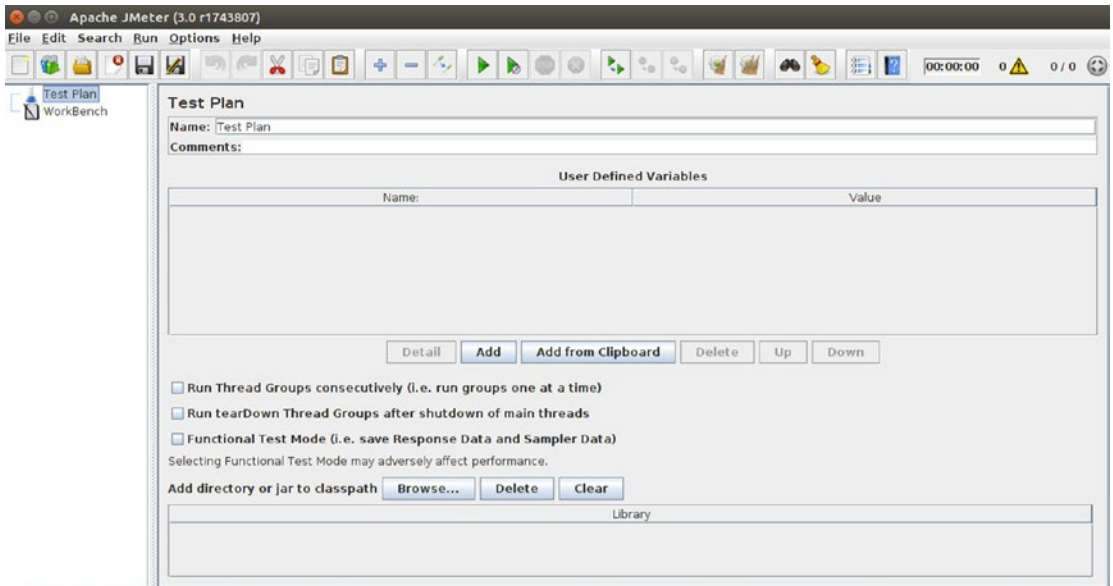 Apache JMeter (3.0 r1743807)
File Edit Search Run Options Help
00:00:00 0 0 / 0
Test Plan
WorkBench
Test Plan
Name: Test Plan
Comments:
User Defined Variables
Name: Value
Detail Add Add from Clipboard Delete Up Down
Run Thread Groups consecutively (i.e. run groups one at a time)
Run tearDown Thread Groups after shutdown of main threads
Functional Test Mode (i.e. save Response Data and Sampler Data)
Selecting Functional Test Mode may adversely affect performance.
Add directory or jar to classpath Browse... Delete Clear
Library